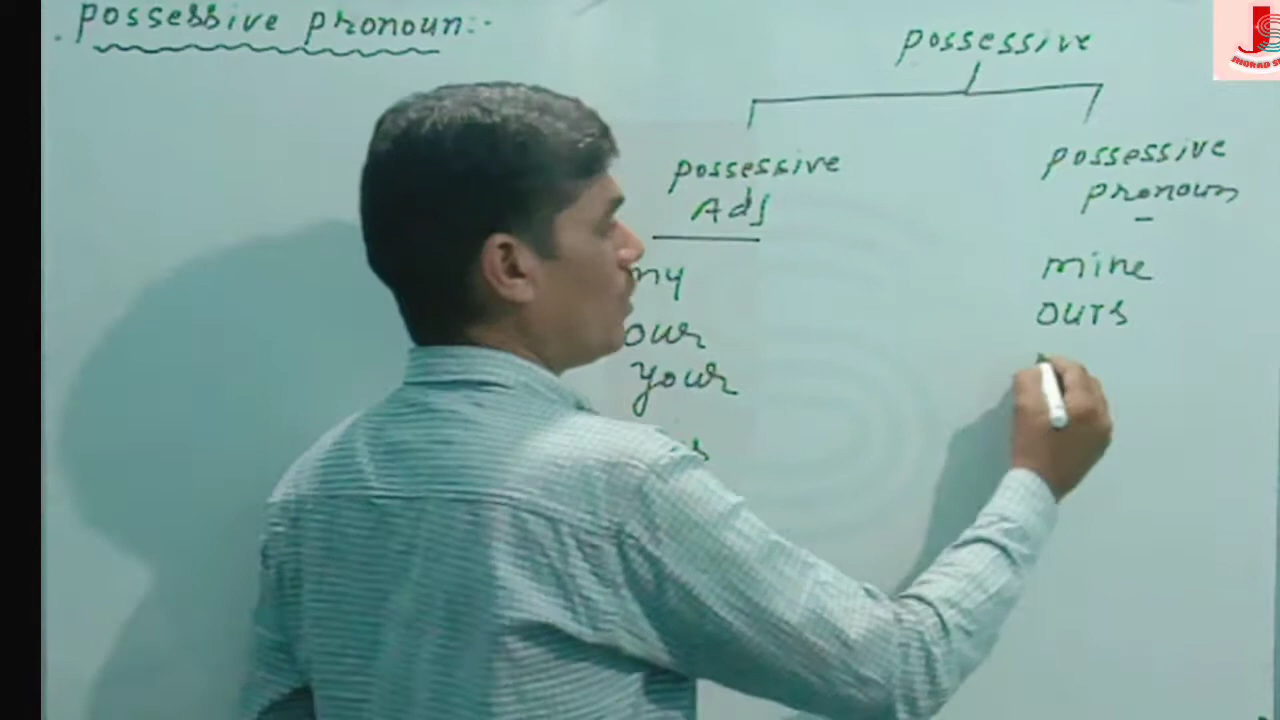 . possessive pronoun:-
possessive
possessive
Adj
my
our
your
possessive
pronoun
mine
ours